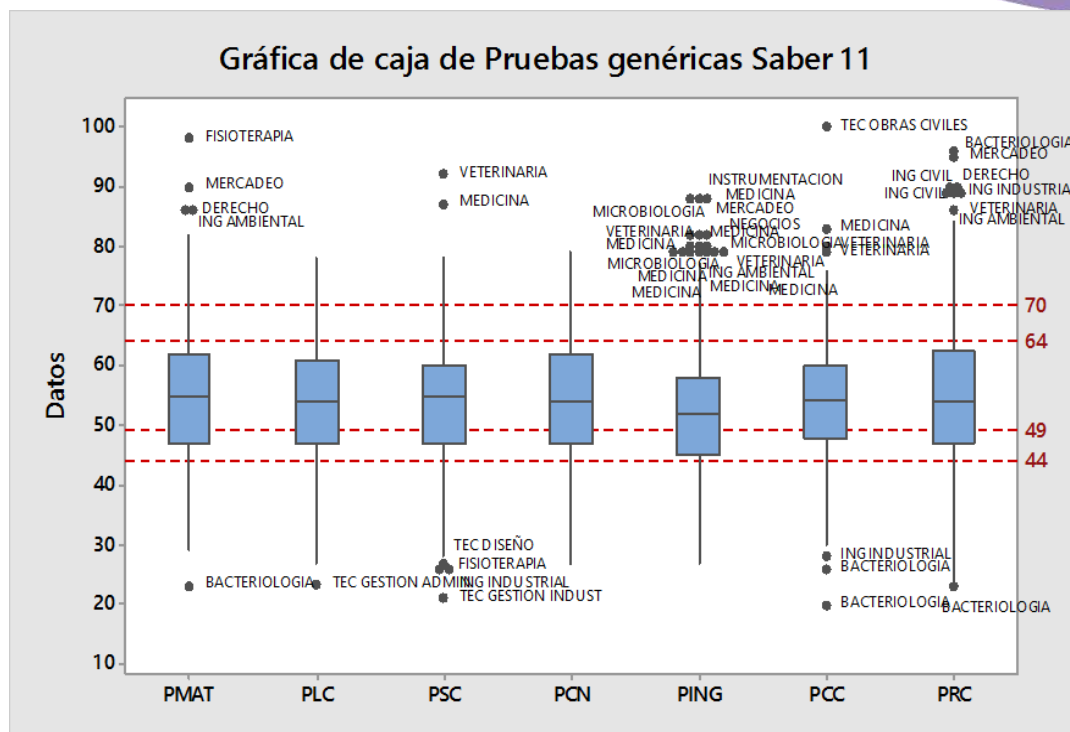 Gráfica de caja de Pruebas genéricas Saber 11
Datos
100
90
80
70
60
50
40
30
20
10
70
64
49
44
FISIOTERAPIA
MERCADEO
DERECHO
ING AMBIENTAL
BACTERIOLOGIA
TEC GESTION ADMIN
VETERINARIA
MEDICINA
TEC DISEÑO
FISIOTERAPIA
ING INDUSTRIAL
TEC GESTION INDUST
INSTRUMENTACION
MEDICINA
MICROBIOLOGIA
MERCADEO
NEGOCIOS
VETERINARIA
MEDICINA
MEDICINA
MICROBIOLOGIA
MICROBIOLOGIA
VETERINARIA
MEDICINA
ING AMBIENTAL
MEDICINA
MEDICINA
MEDICINA
TEC OBRAS CIVILES
MEDICINA
VETERINARIA
VETERINARIA
ING INDUSTRIAL
BACTERIOLOGIA
BACTERIOLOGIA
BACTERIOLOGIA
MERCADEO
ING CIVIL
DERECHO
ING CIVIL
ING INDUSTRIA
VETERINARIA
ING AMBIENTAL
BACTERIOLOGIA
PMAT
PLC
PSC
PCN
PING
PCC
PRC